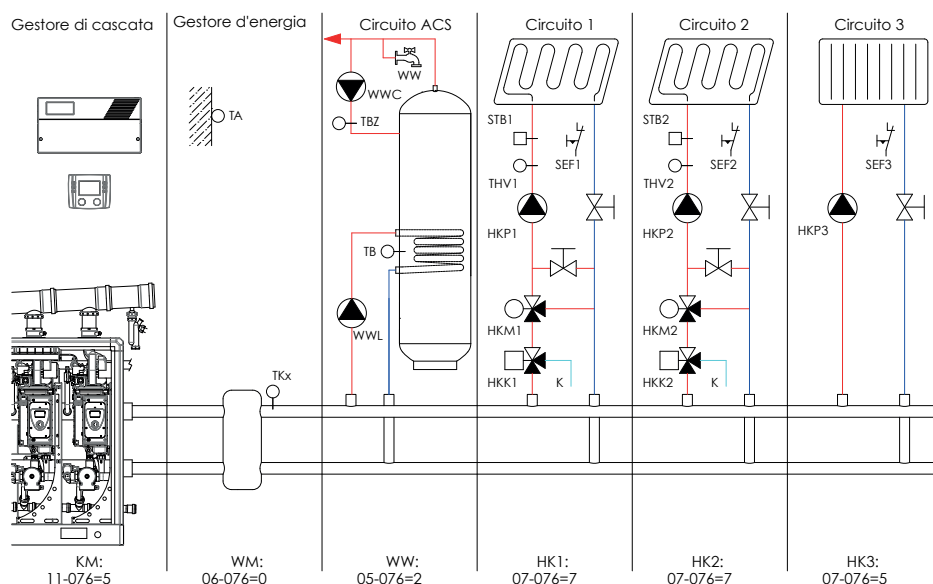 Gestore di cascata
Gestore d'energia
Circuito ACS
Circuito 1
Circuito 2
Circuito 3
WW
WWC
TA
TBZ
STB1
SEF1
STB2
SEF2
SEF3
THV1
THV2
HKP1
HKP2
HKP3
TB
HKM1
HKM2
WWL
HKK1
K
HKK2
K
TKx
KM:
11-076=5
WM:
06-076=0
WW:
05-076=2
HK1:
07-076=7
HK2:
07-076=7
HK3:
07-076=5